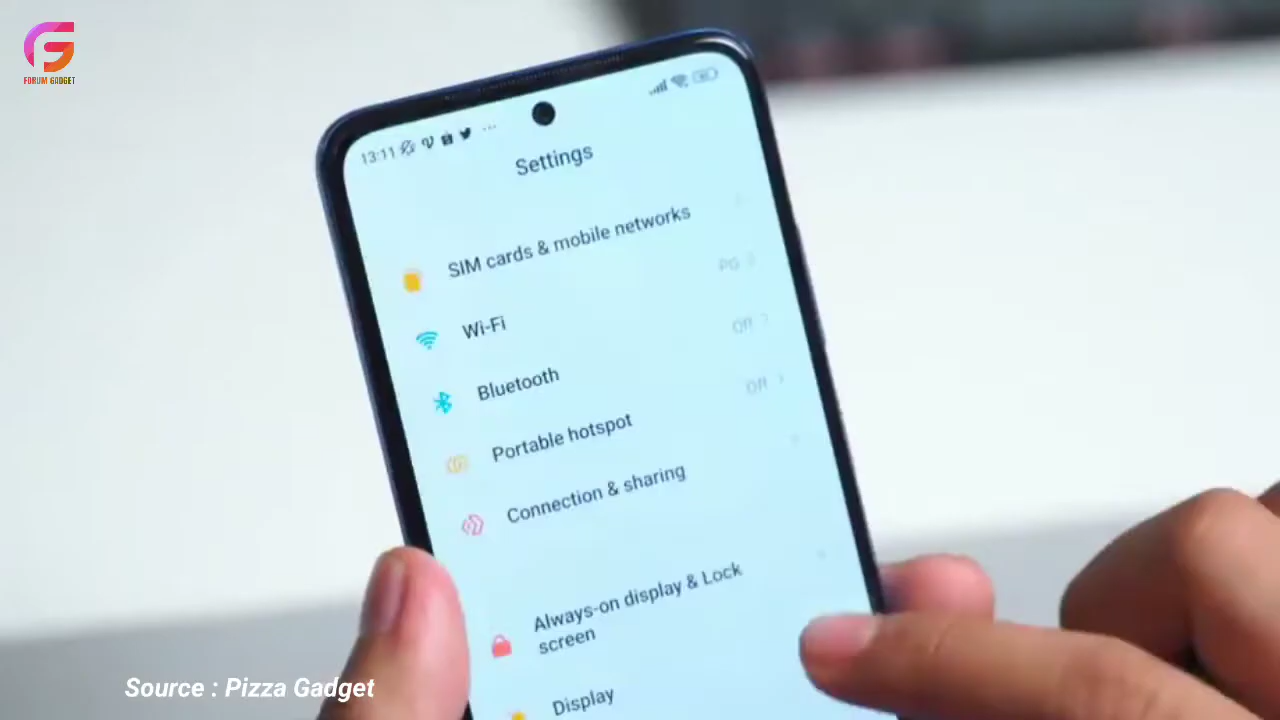 FORUM GADGET
13:11
Settings
SIM cards & mobile networks
Wi-Fi
PG
Bluetooth
Off
Portable hotspot
Off
Connection & sharing
Always-on display & Lock
screen
Display
Source : Pizza Gadget